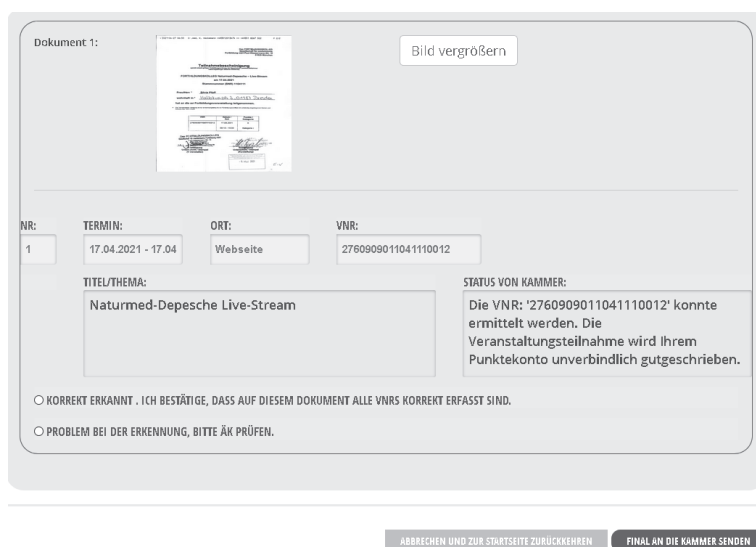 Dokument 1:
Bild vergrößern
Teilnahmebescheinigung
NR:
TERMIN:
ORT:
VNR:
1
17.04.2021 - 17.04
Webseite
2760909011041110012
TITEL/THEMA:
STATUS VON KAMMER:
Naturmed-Depesche Live-Stream
Die VNR: '2760909011041110012' konnte
ermittelt werden. Die
Veranstaltungsteilnahme wird Ihrem
Punktekonto unverbindlich gutgeschrieben.
KORREKT ERKANNT . ICH BESTÄTIGE, DASS AUF DIESEM DOKUMENT ALLE VNRS KORREKT ERFASST SIND.
PROBLEM BEI DER ERKENNUNG, BITTE ÄK PRÜFEN.
ABBRECHEN UND ZUR STARTSEITE ZURÜCKKEHREN
FINAL AN DIE KAMMER SENDEN